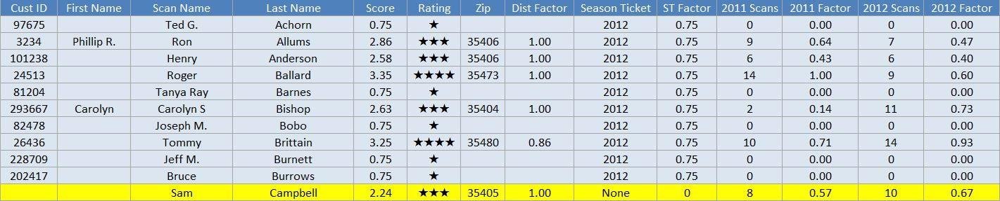 Cust ID First Name Scan Name Last Name Score Rating Zip Dist Factor Season Ticket ST Factor 2011 Scans 2011 Factor 2012 Scans 2012 Factor
97675 Ted G. Achorn 0.75 ★ 2012 0.75 0 0.00 0 0.00
3234 Phillip R. Ron Allums 2.86 ★★★ 35406 1.00 2012 0.75 9 0.64 7 0.47
101238 Henry Anderson 2.58 ★★★ 35406 1.00 2012 0.75 6 0.43 6 0.40
24513 Roger Ballard 3.35 ★★★★ 35473 1.00 2012 0.75 14 1.00 9 0.60
81204 Tanya Ray Barnes 0.75 ★ 2012 0.75 0 0.00 0 0.00
293667 Carolyn Carolyn S Bishop 2.63 ★★★ 35404 1.00 2012 0.75 2 0.14 11 0.73
82478 Joseph M. Bobo 0.75 ★ 2012 0.75 0 0.00 0 0.00
26436 Tommy Brittain 3.25 ★★★★ 35480 0.86 2012 0.75 10 0.71 14 0.93
228709 Jeff M. Burnett 0.75 ★ 2012 0.75 0 0.00 0 0.00
202417 Bruce Burrows 0.75 ★ 2012 0.75 0 0.00 0 0.00
Sam Campbell 2.24 ★★★ 35405 1.00 None 0 8 0.57 10 0.67